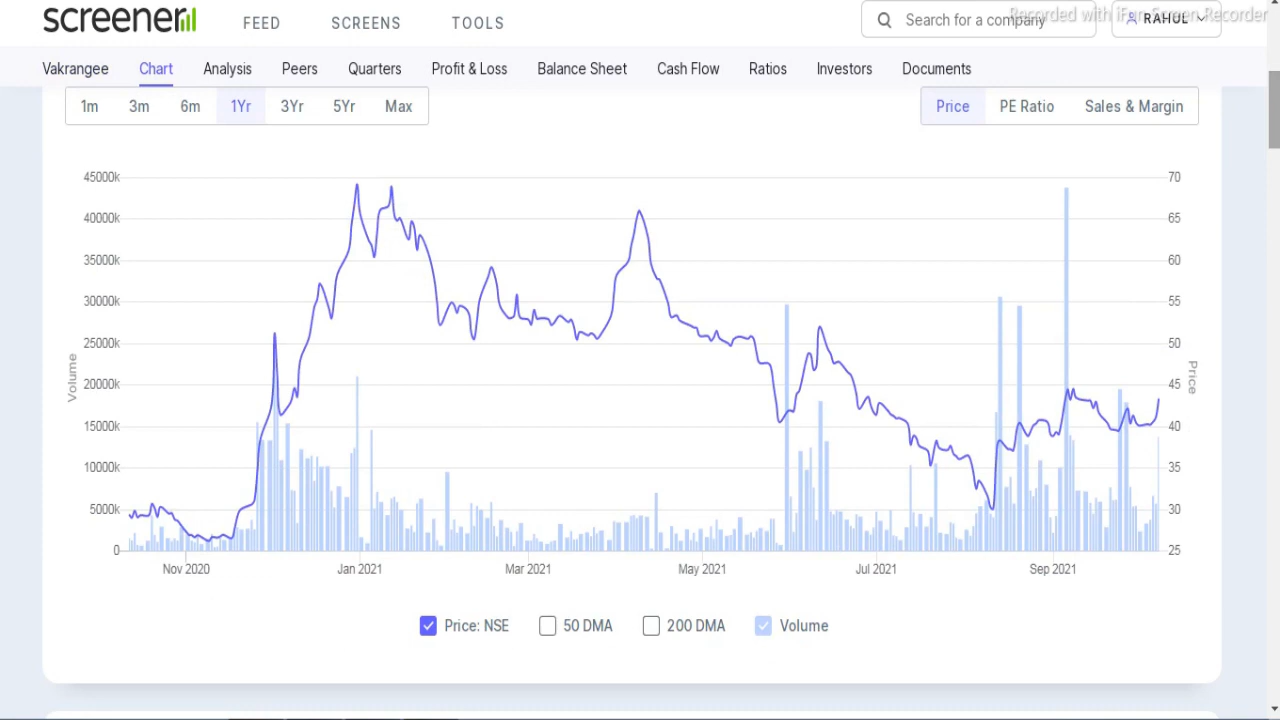 screener FEED SCREENS TOOLS Search for a company RAHUL
Recorded with iFun Screen Recorder
Vakrangee Chart Analysis Peers Quarters Profit & Loss Balance Sheet Cash Flow Ratios Investors Documents
1m 3m 6m 1Yr 3Yr 5Yr Max Price PE Ratio Sales & Margin
45000k 70
40000k 65
35000k 60
30000k 55
25000k 50
Volume Price
20000k 45
15000k 40
10000k 35
5000k 30
0 25
Nov 2020 Jan 2021 Mar 2021 May 2021 Jul 2021 Sep 2021
Price: NSE 50 DMA 200 DMA Volume